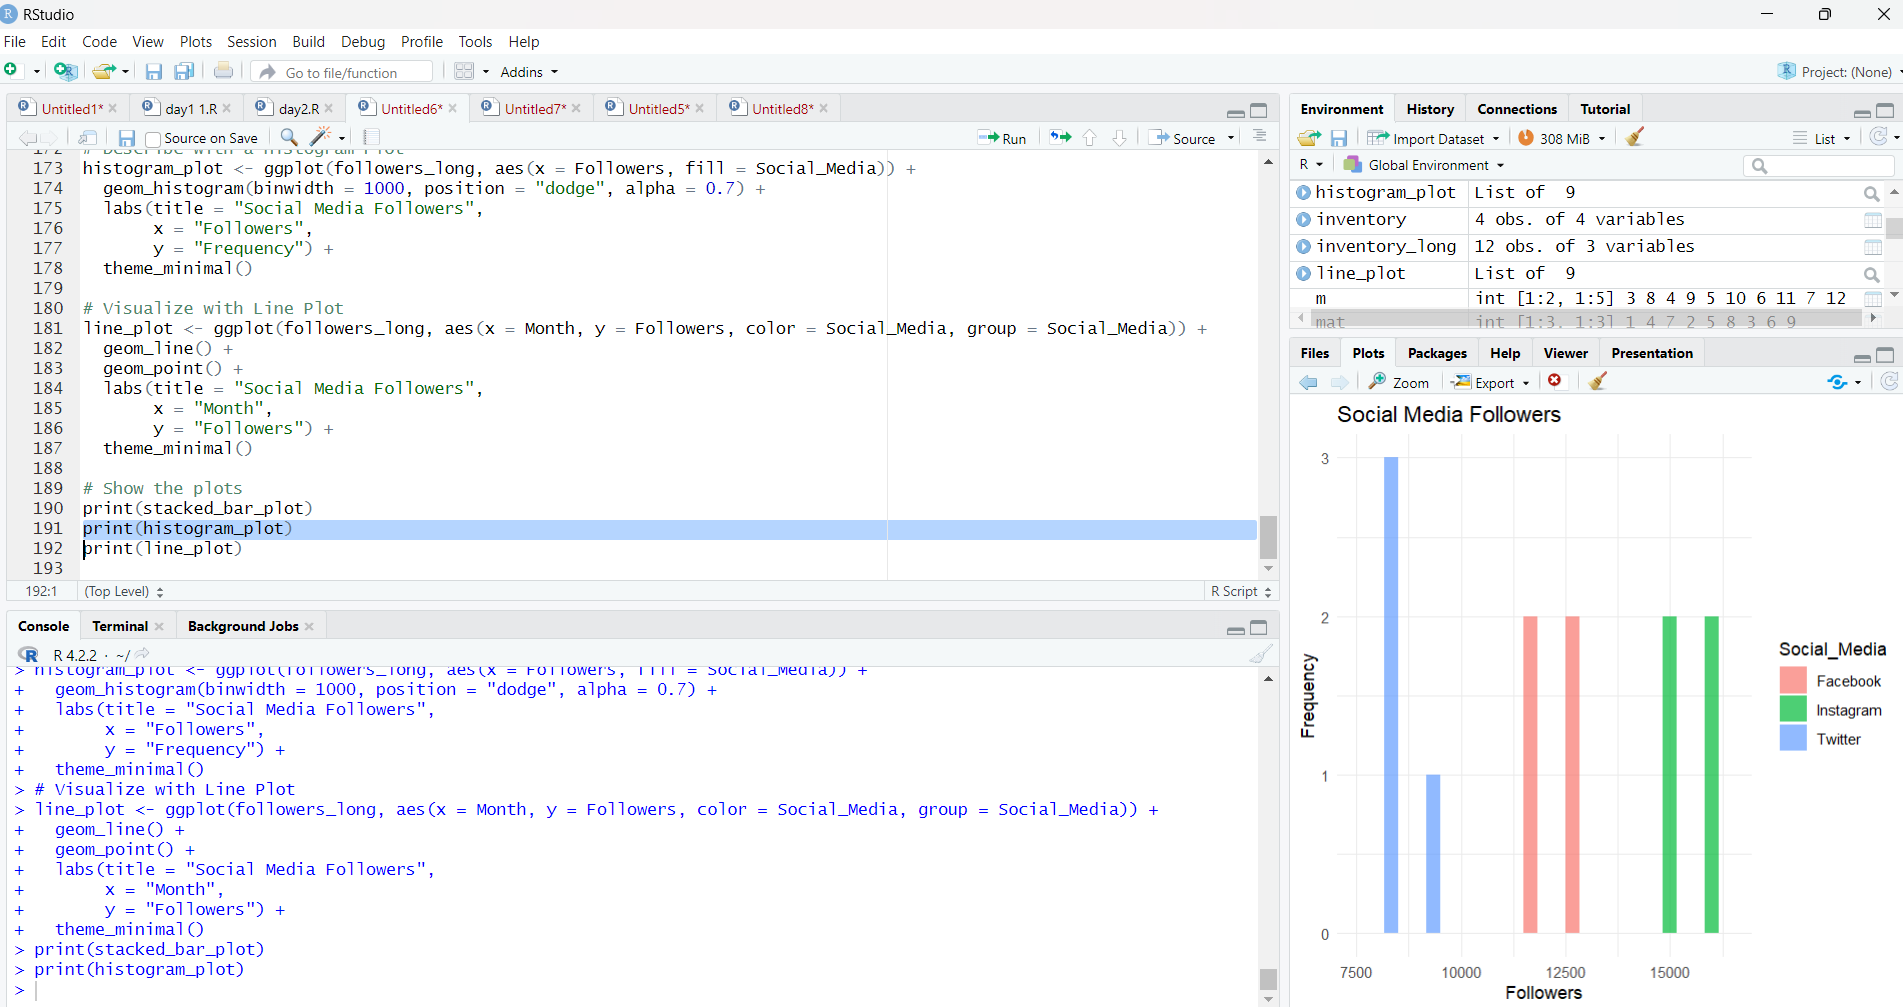 RStudio
File Edit Code View Plots Session Build Debug Profile Tools Help
Go to file/function Addins Project: (None)
Untitled1* day1 1.R day2.R Untitled6* Untitled7* Untitled5* Untitled8*
Source on Save Run Source
172 # Describe with a Histogram Plot
173 histogram_plot <- ggplot(followers_long, aes(x = Followers, fill = Social_Media)) +
174 geom_histogram(binwidth = 1000, position = "dodge", alpha = 0.7) +
175 labs(title = "Social Media Followers",
176 x = "Followers",
177 y = "Frequency") +
178 theme_minimal()
179
180 # Visualize with Line Plot
181 line_plot <- ggplot(followers_long, aes(x = Month, y = Followers, color = Social_Media, group = Social_Media)) +
182 geom_line() +
183 geom_point() +
184 labs(title = "Social Media Followers",
185 x = "Month",
186 y = "Followers") +
187 theme_minimal()
188
189 # Show the plots
190 print(stacked_bar_plot)
191 print(histogram_plot)
192 print(line_plot)
193
192:1 (Top Level) R Script
Console Terminal Background Jobs
R 4.2.2 · ~/
> histogram_plot <- ggplot(followers_long, aes(x = Followers, fill = Social_Media)) +
+ geom_histogram(binwidth = 1000, position = "dodge", alpha = 0.7) +
+ labs(title = "Social Media Followers",
+ x = "Followers",
+ y = "Frequency") +
+ theme_minimal()
> # Visualize with Line Plot
> line_plot <- ggplot(followers_long, aes(x = Month, y = Followers, color = Social_Media, group = Social_Media)) +
+ geom_line() +
+ geom_point() +
+ labs(title = "Social Media Followers",
+ x = "Month",
+ y = "Followers") +
+ theme_minimal()
> print(stacked_bar_plot)
> print(histogram_plot)
>
Environment History Connections Tutorial
Import Dataset 308 MiB List
R Global Environment
histogram_plot List of 9
inventory 4 obs. of 4 variables
inventory_long 12 obs. of 3 variables
line_plot List of 9
m int [1:2, 1:5] 3 8 4 9 5 10 6 11 7 12
mat int [1:3, 1:3] 1 4 7 2 5 8 3 6 9
Files Plots Packages Help Viewer Presentation
Zoom Export
Social Media Followers
3
2
1
0
Frequency
7500 10000 12500 15000
Followers
Social_Media
Facebook
Instagram
Twitter